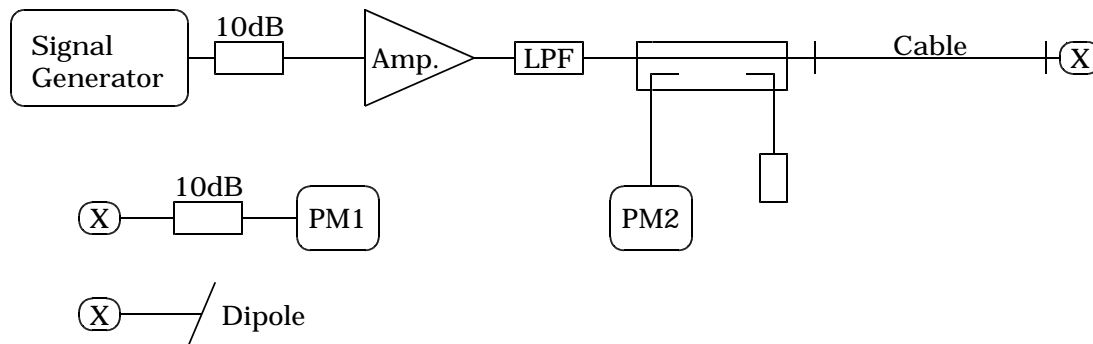 Signal
Generator
10dB
Amp.
LPF
Cable
X
X
10dB
PM1
PM2
X
Dipole